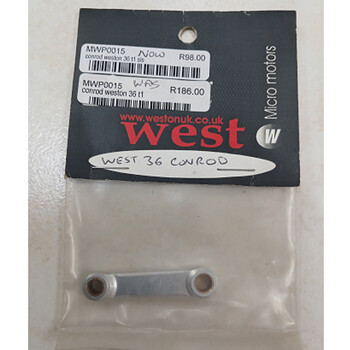 MWP0015 NOW
conrod weston 36 t1 sls R98.00
MWP0015 WAS
conrod weston 36 t1 R186.00
www.westonuk.co.uk
west
W Micro motors
WEST 36 CONROD